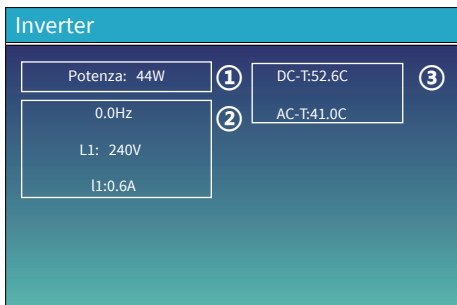 Inverter
Potenza: 44W
①
0.0Hz
②
L1: 240V
l1:0.6A
DC-T:52.6C
③
AC-T:41.0C